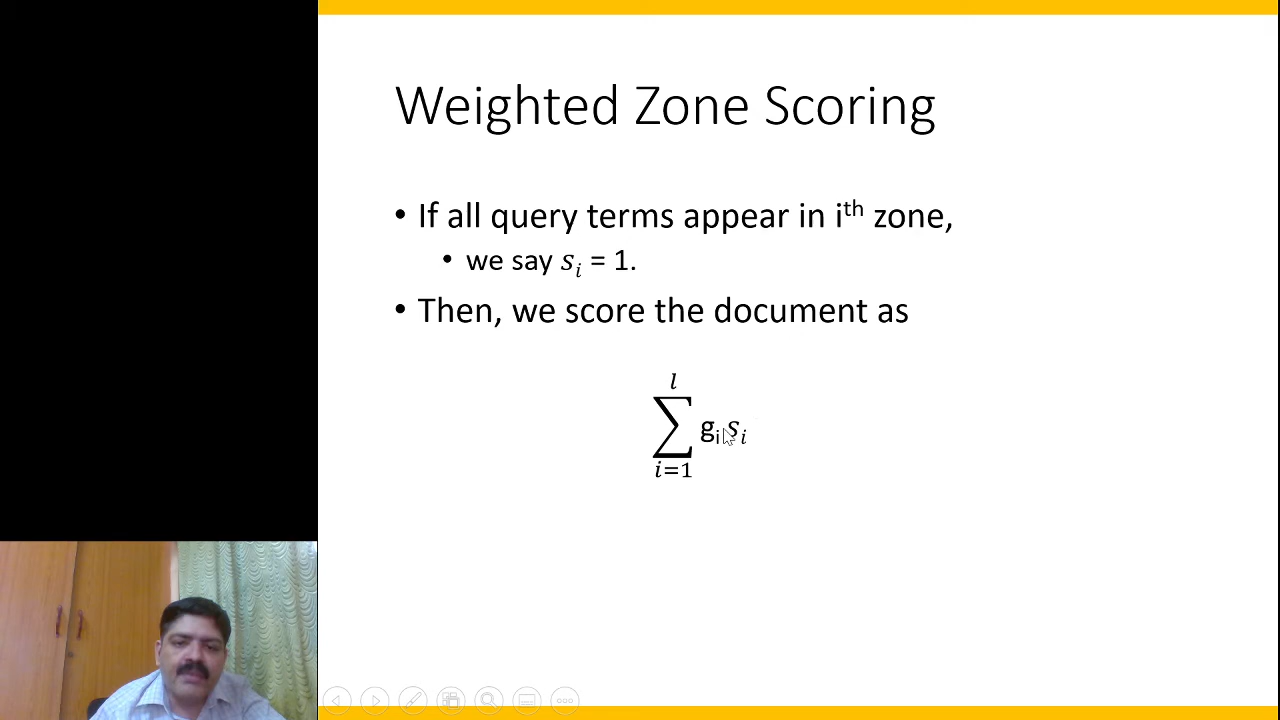 Weighted Zone Scoring
• If all query terms appear in iᵗʰ zone,
• we say 𝑠ᵢ = 1.
• Then, we score the document as
𝑙
∑ gᵢ𝑠ᵢ
𝑖=1